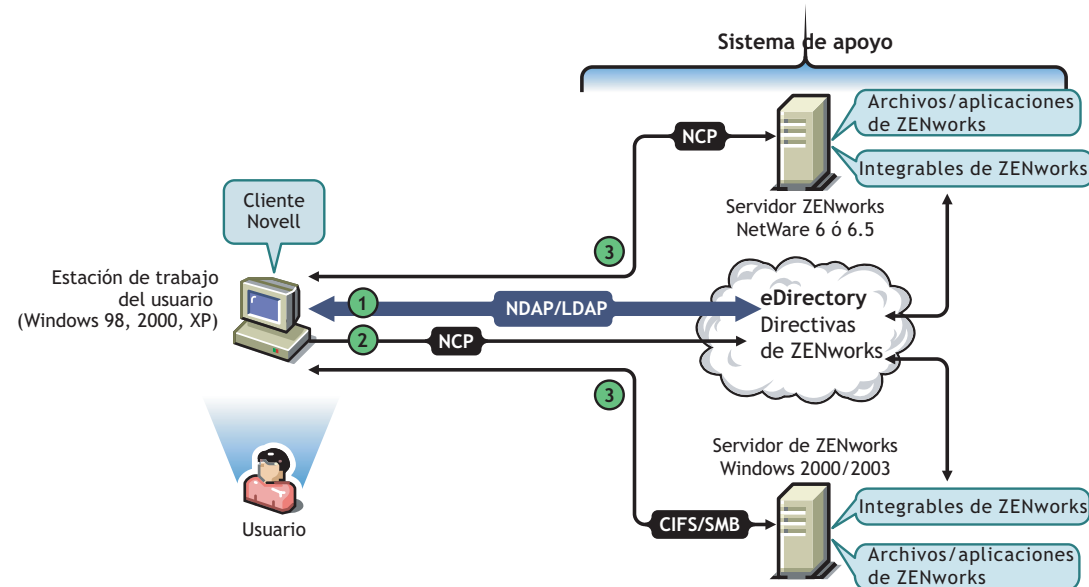 Sistema de apoyo
Archivos/aplicaciones
de ZENworks
NCP
Integrables de ZENworks
Cliente
Novell
Servidor ZENworks
NetWare 6 ó 6.5
3
Estación de trabajo
del usuario
(Windows 98, 2000, XP)
1
NDAP/LDAP
eDirectory
Directivas
de ZENworks
2
NCP
3
Servidor de ZENworks
Windows 2000/2003
Usuario
CIFS/SMB
Integrables de ZENworks
Archivos/aplicaciones
de ZENworks